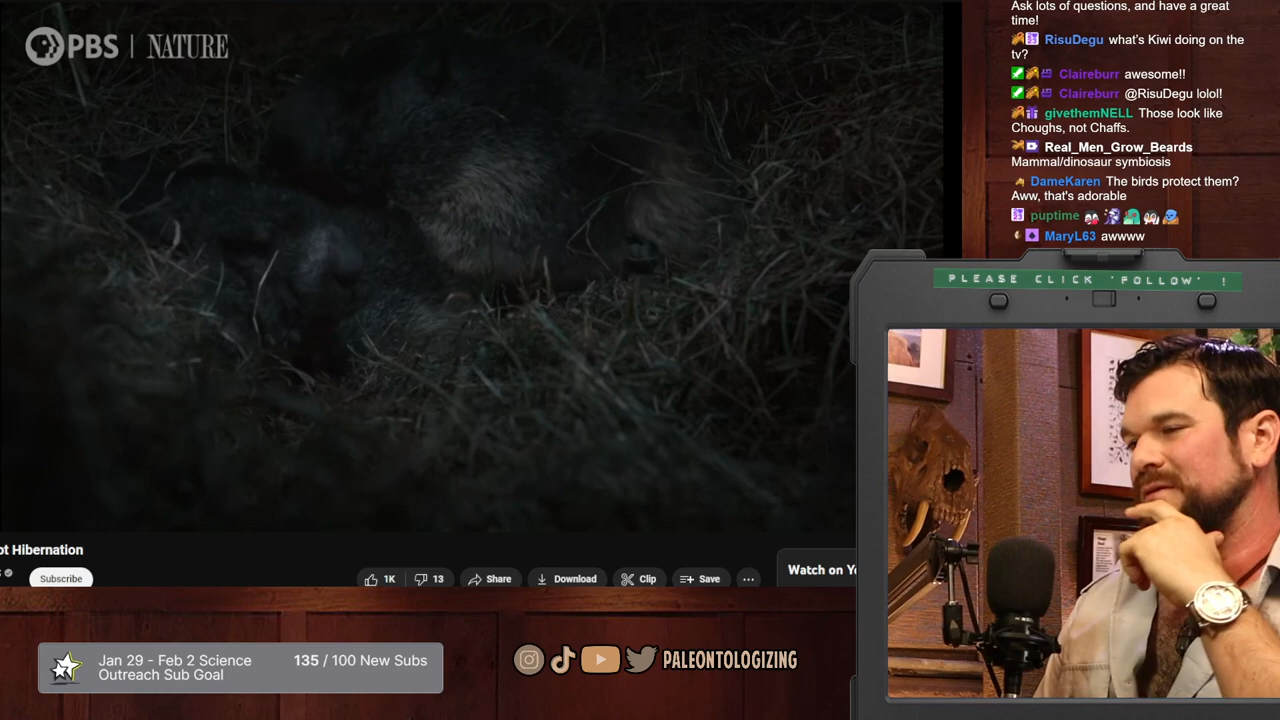 PBS | NATURE
Ask lots of questions, and have a great
time!
RisuDegu what's Kiwi doing on the
tv?
Claireburr awesome!!
Claireburr @RisuDegu lolol!
givethemNELL Those look like
Choughs, not Chaffs.
Real_Men_Grow_Beards
Mammal/dinosaur symbiosis
DameKaren The birds protect them?
Aww, that's adorable
puptime
MaryL63 awwww
PLEASE CLICK "FOLLOW" !
ot Hibernation
Subscribe
1K
13
Share
Download
Clip
Save
Watch on Yo
Jan 29 - Feb 2 Science
Outreach Sub Goal
135 / 100 New Subs
PALEONTOLOGIZING